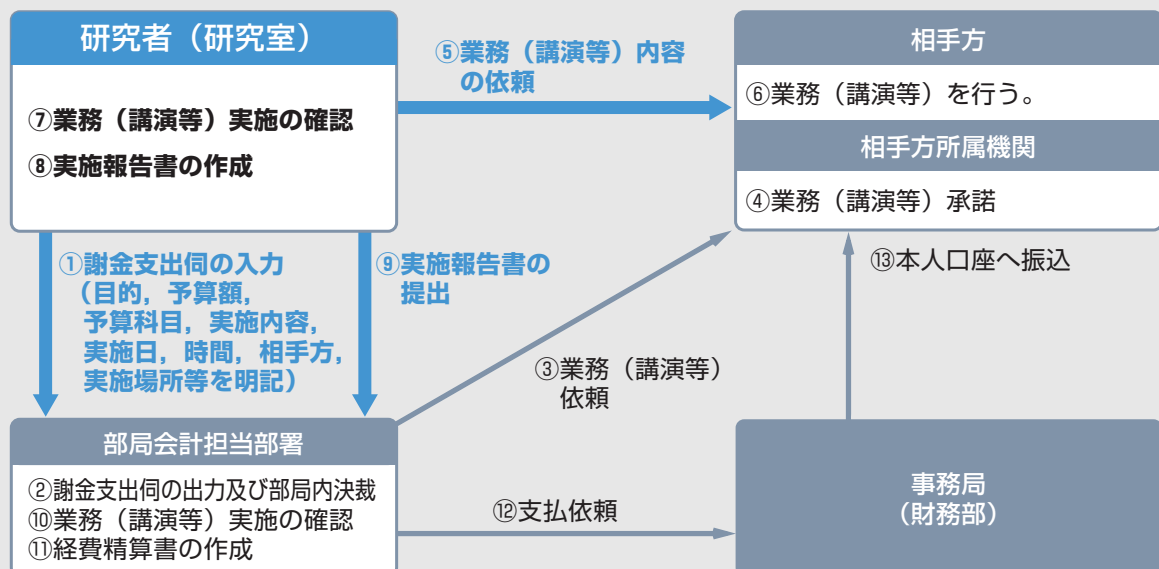 研究者（研究室）
⑦業務（講演等）実施の確認
⑧実施報告書の作成
⑤業務（講演等）内容
の依頼
相手方
⑥業務（講演等）を行う。
相手方所属機関
④業務（講演等）承諾
①謝金支出伺の入力
（目的，予算額，
予算科目，実施内容，
実施日，時間，相手方，
実施場所等を明記）
⑨実施報告書の
提出
③業務（講演等）
依頼
⑬本人口座へ振込
部局会計担当部署
②謝金支出伺の出力及び部局内決裁
⑩業務（講演等）実施の確認
⑪経費精算書の作成
⑫支払依頼
事務局
（財務部）